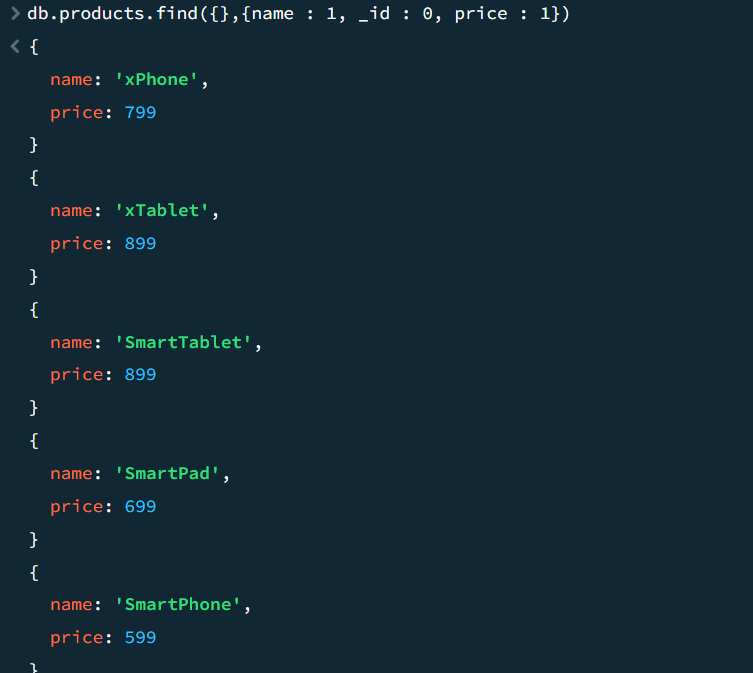 > db.products.find({},{name : 1, _id : 0, price : 1})
< {
name: 'xPhone',
price: 799
}
{
name: 'xTablet',
price: 899
}
{
name: 'SmartTablet',
price: 899
}
{
name: 'SmartPad',
price: 699
}
{
name: 'SmartPhone',
price: 599
}